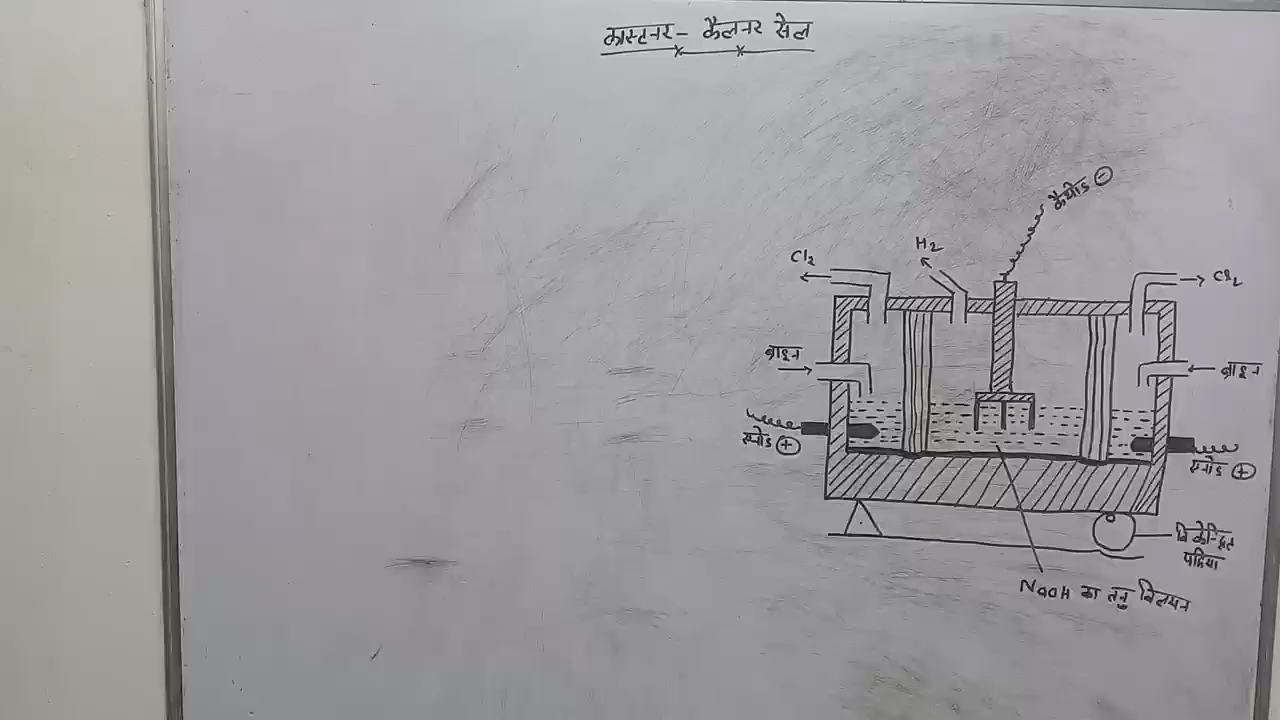 कास्टनर - कैलनर सेल
कैथोड ⊖
H₂
Cl₂
Cl₂
ब्राइन
ब्राइन
एनोड ⊕
एनोड ⊕
विकेन्द्रित
पहिया
NaOH का तनु विलयन